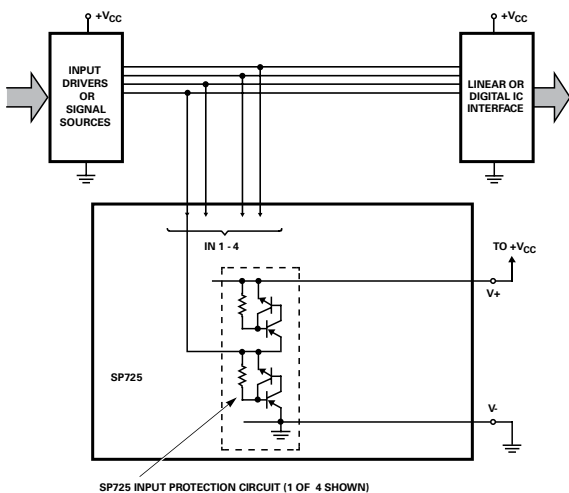 +VCC
+VCC
INPUT
DRIVERS
OR
SIGNAL
SOURCES
LINEAR OR
DIGITAL IC
INTERFACE
IN 1 - 4
TO +VCC
V+
SP725
V-
SP725 INPUT PROTECTION CIRCUIT (1 OF 4 SHOWN)